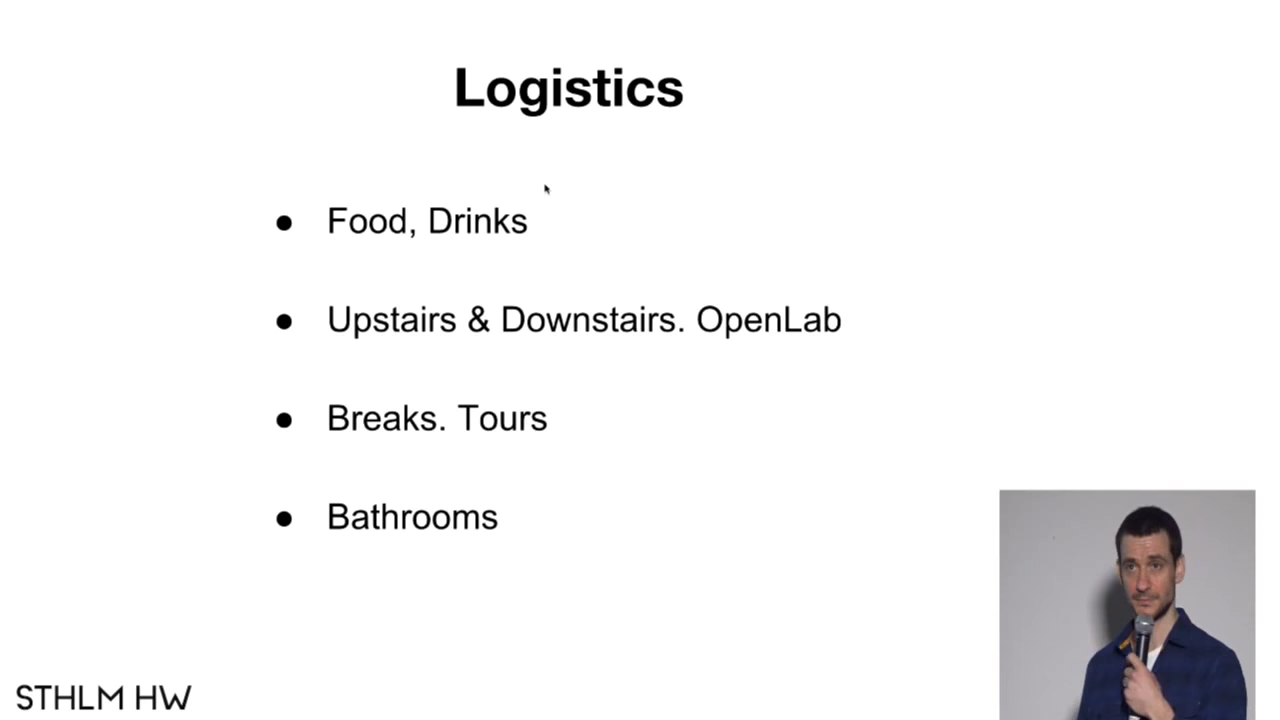 Logistics
● Food, Drinks
● Upstairs & Downstairs. OpenLab
● Breaks. Tours
● Bathrooms
STHLM HW